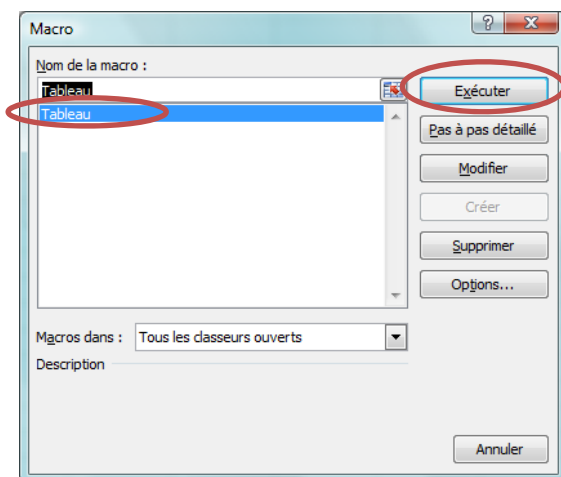 Macro
Nom de la macro :
Tableau
Exécuter
Tableau
Pas à pas détaillé
Modifier
Créer
Supprimer
Options...
Macros dans : Tous les classeurs ouverts
Description
Annuler